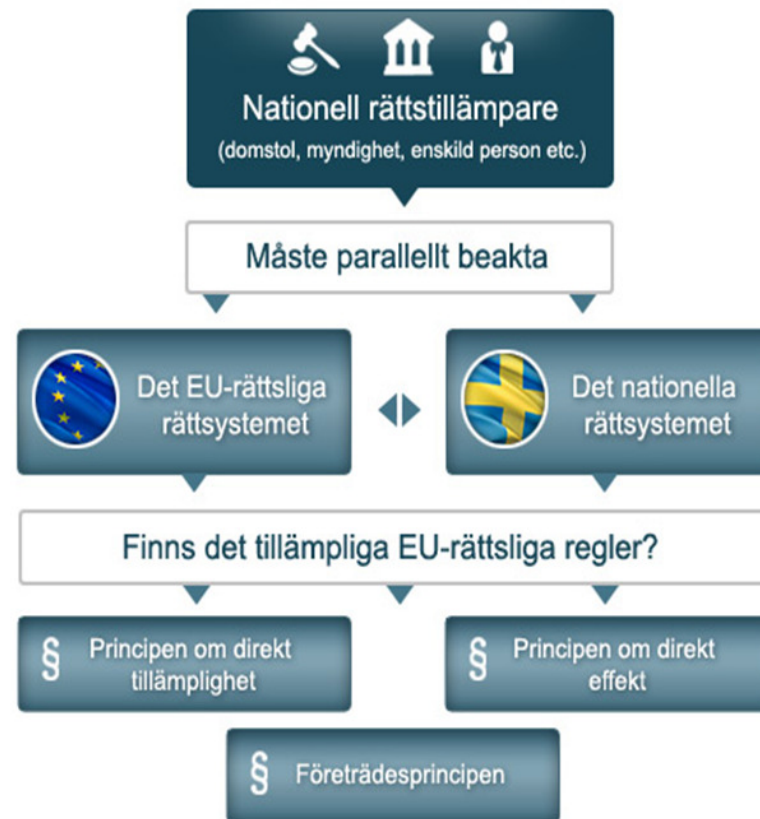 Nationell rättstillämpare
(domstol, myndighet, enskild person etc.)
Måste parallellt beakta
Det EU-rättsliga
rättsystemet
Det nationella
rättsystemet
Finns det tillämpliga EU-rättsliga regler?
§ Principen om direkt
tillämplighet
§ Principen om direkt
effekt
§ Företrädesprincipen